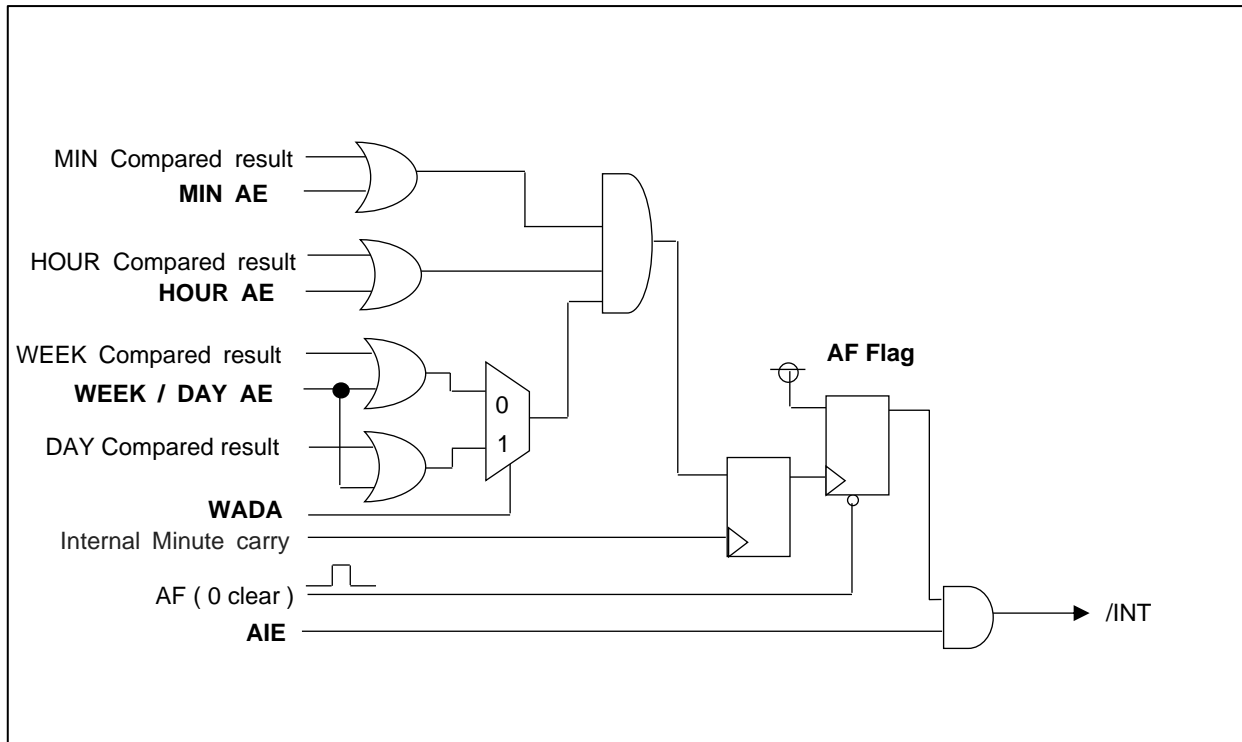 MIN Compared result
MIN AE
HOUR Compared result
HOUR AE
WEEK Compared result
WEEK / DAY AE
DAY Compared result
WADA
Internal Minute carry
AF ( 0 clear )
AIE
0
1
AF Flag
/INT